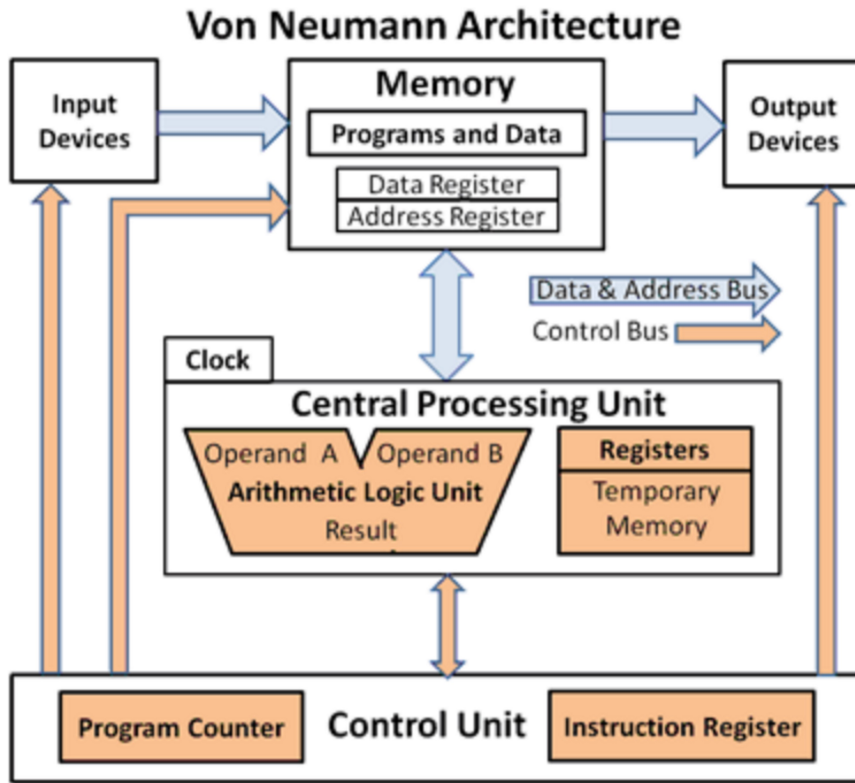 Von Neumann Architecture
Input
Devices
Memory
Programs and Data
Data Register
Address Register
Output
Devices
Data & Address Bus
Control Bus
Clock
Central Processing Unit
Operand A
Operand B
Arithmetic Logic Unit
Result
Registers
Temporary
Memory
Program Counter
Control Unit
Instruction Register